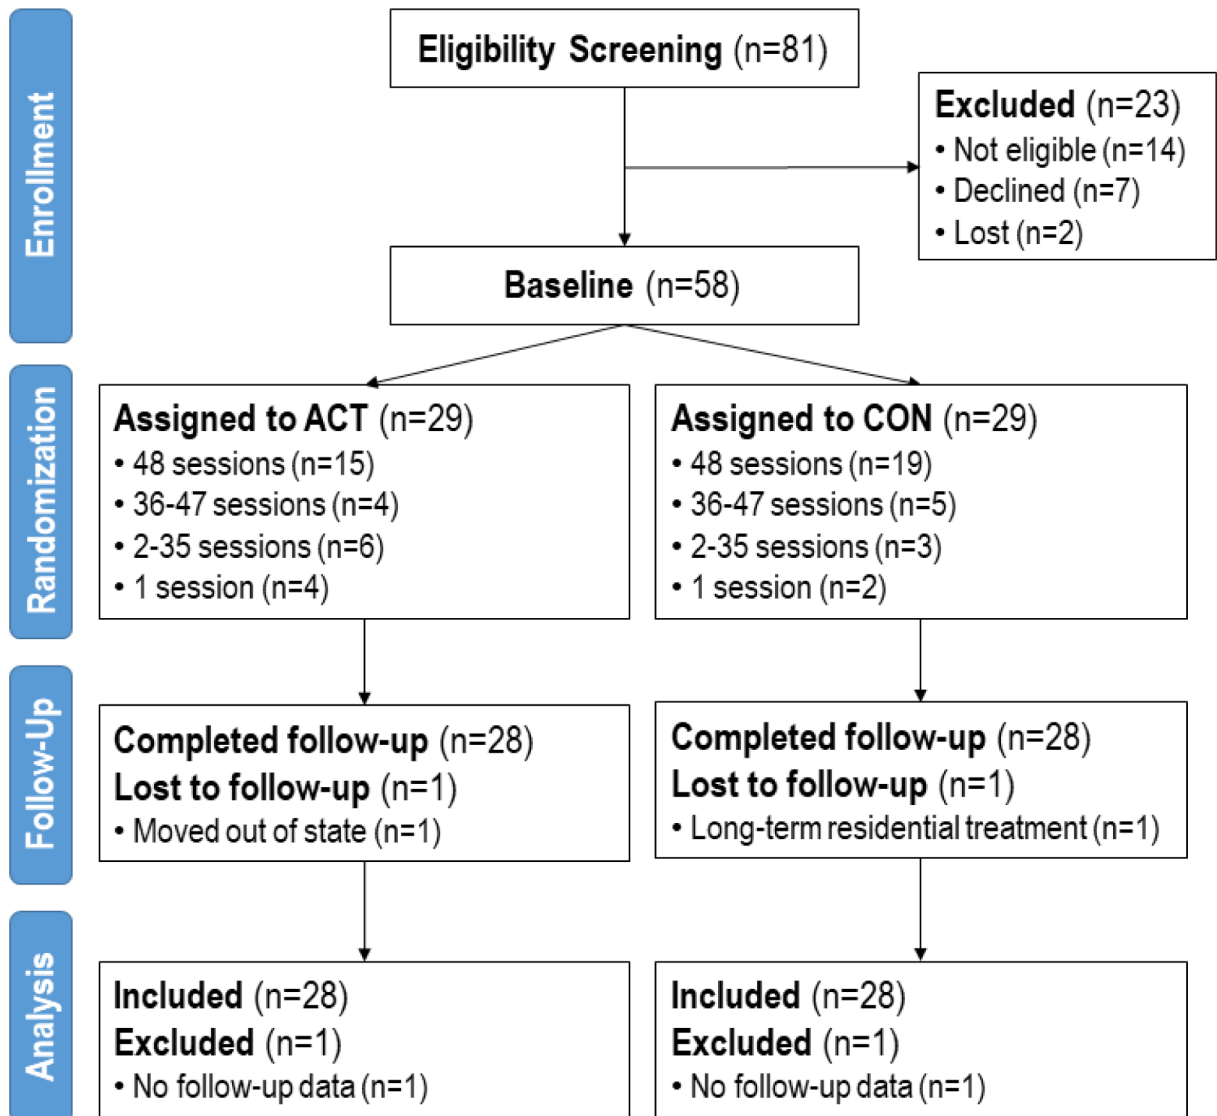 Enrollment
Eligibility Screening (n=81)
Excluded (n=23)
• Not eligible (n=14)
• Declined (n=7)
• Lost (n=2)
Baseline (n=58)
Randomization
Assigned to ACT (n=29)
• 48 sessions (n=15)
• 36-47 sessions (n=4)
• 2-35 sessions (n=6)
• 1 session (n=4)
Assigned to CON (n=29)
• 48 sessions (n=19)
• 36-47 sessions (n=5)
• 2-35 sessions (n=3)
• 1 session (n=2)
Follow-Up
Completed follow-up (n=28)
Lost to follow-up (n=1)
• Moved out of state (n=1)
Completed follow-up (n=28)
Lost to follow-up (n=1)
• Long-term residential treatment (n=1)
Analysis
Included (n=28)
Excluded (n=1)
• No follow-up data (n=1)
Included (n=28)
Excluded (n=1)
• No follow-up data (n=1)